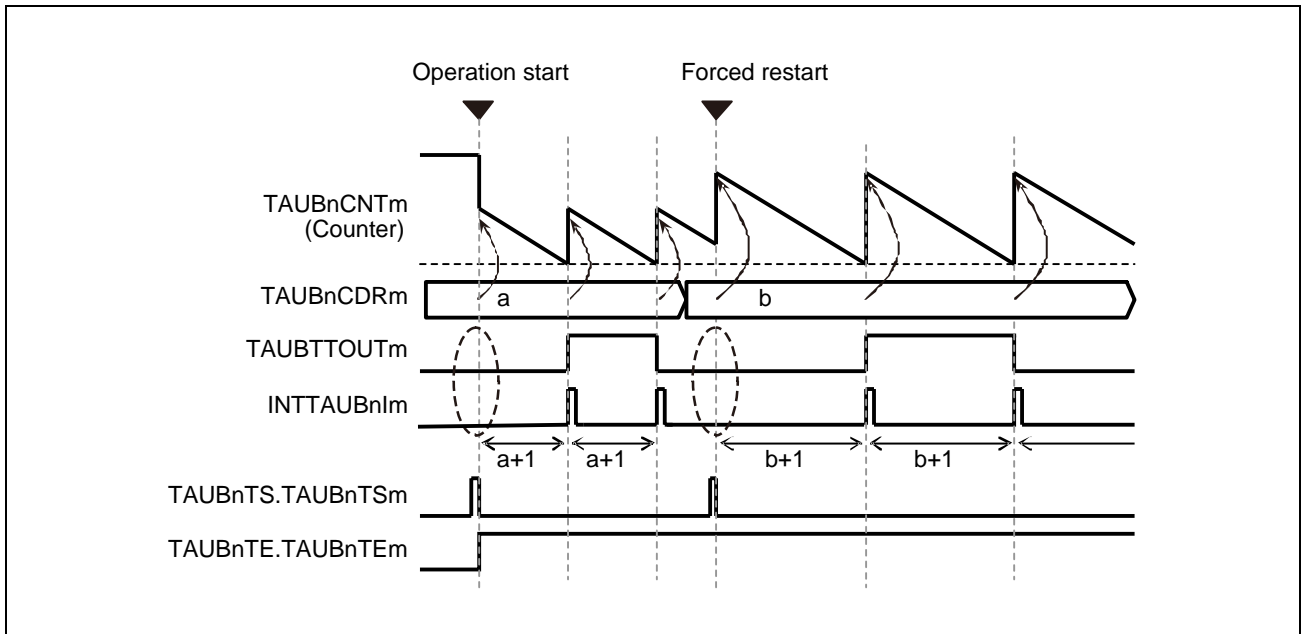 Operation start Forced restart
TAUBnCNTm
(Counter)
TAUBnCDRm a b
TAUBTTOUTm
INTTAUBnIm
a+1 a+1 b+1 b+1
TAUBnTS.TAUBnTSm
TAUBnTE.TAUBnTEm